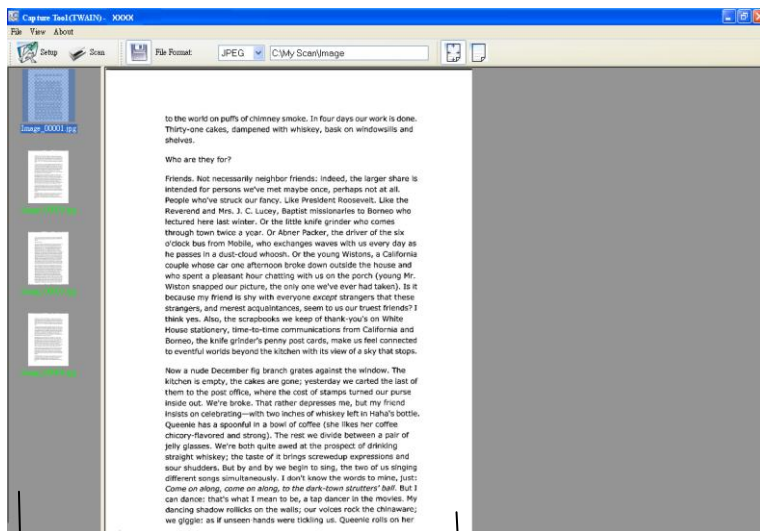 Capture Tool(TWAIN) - XXXX
File View About
Setup Scan File Format: JPEG C:\My Scan\Image
Image_00001.jpg
to the world on puffs of chimney smoke. In four days our work is done.
Thirty-one cakes, dampened with whiskey, bask on windowsills and
shelves.
Who are they for?
Friends. Not necessarily neighbor friends: indeed, the larger share is
intended for persons we've met maybe once, perhaps not at all.
People who've struck our fancy. Like President Roosevelt. Like the
Reverend and Mrs. J. C. Lucey, Baptist missionaries to Borneo who
lectured here last winter. Or the little knife grinder who comes
through town twice a year. Or Abner Packer, the driver of the six
o'clock bus from Mobile, who exchanges waves with us every day as
he passes in a dust-cloud whoosh. Or the young Wistons, a California
couple whose car one afternoon broke down outside the house and
who spent a pleasant hour chatting with us on the porch (young Mr.
Wiston snapped our picture, the only one we've ever had taken). Is it
because my friend is shy with everyone except strangers that these
strangers, and merest acquaintances, seem to us our truest friends? I
think yes. Also, the scrapbooks we keep of thank-you's on White
House stationery, time-to-time communications from California and
Borneo, the knife grinder's penny post cards, make us feel connected
to eventful worlds beyond the kitchen with its view of a sky that stops.
Now a nude December fig branch grates against the window. The
kitchen is empty, the cakes are gone; yesterday we carted the last of
them to the post office, where the cost of stamps turned our purse
inside out. We're broke. That rather depresses me, but my friend
insists on celebrating—with two inches of whiskey left in Haha's bottle.
Queenie has a spoonful in a bowl of coffee (she likes her coffee
chicory-flavored and strong). The rest we divide between a pair of
jelly glasses. We're both quite awed at the prospect of drinking
straight whiskey; the taste of it brings screwedup expressions and
sour shudders. But by and by we begin to sing, the two of us singing
different songs simultaneously. I don't know the words to mine, just:
Come on along, come on along, to the dark-town strutters' ball. But I
can dance: that's what I mean to be, a tap dancer in the movies. My
dancing shadow rollicks on the walls; our voices rock the chinaware;
we giggle: as if unseen hands were tickling us. Queenie rolls on her